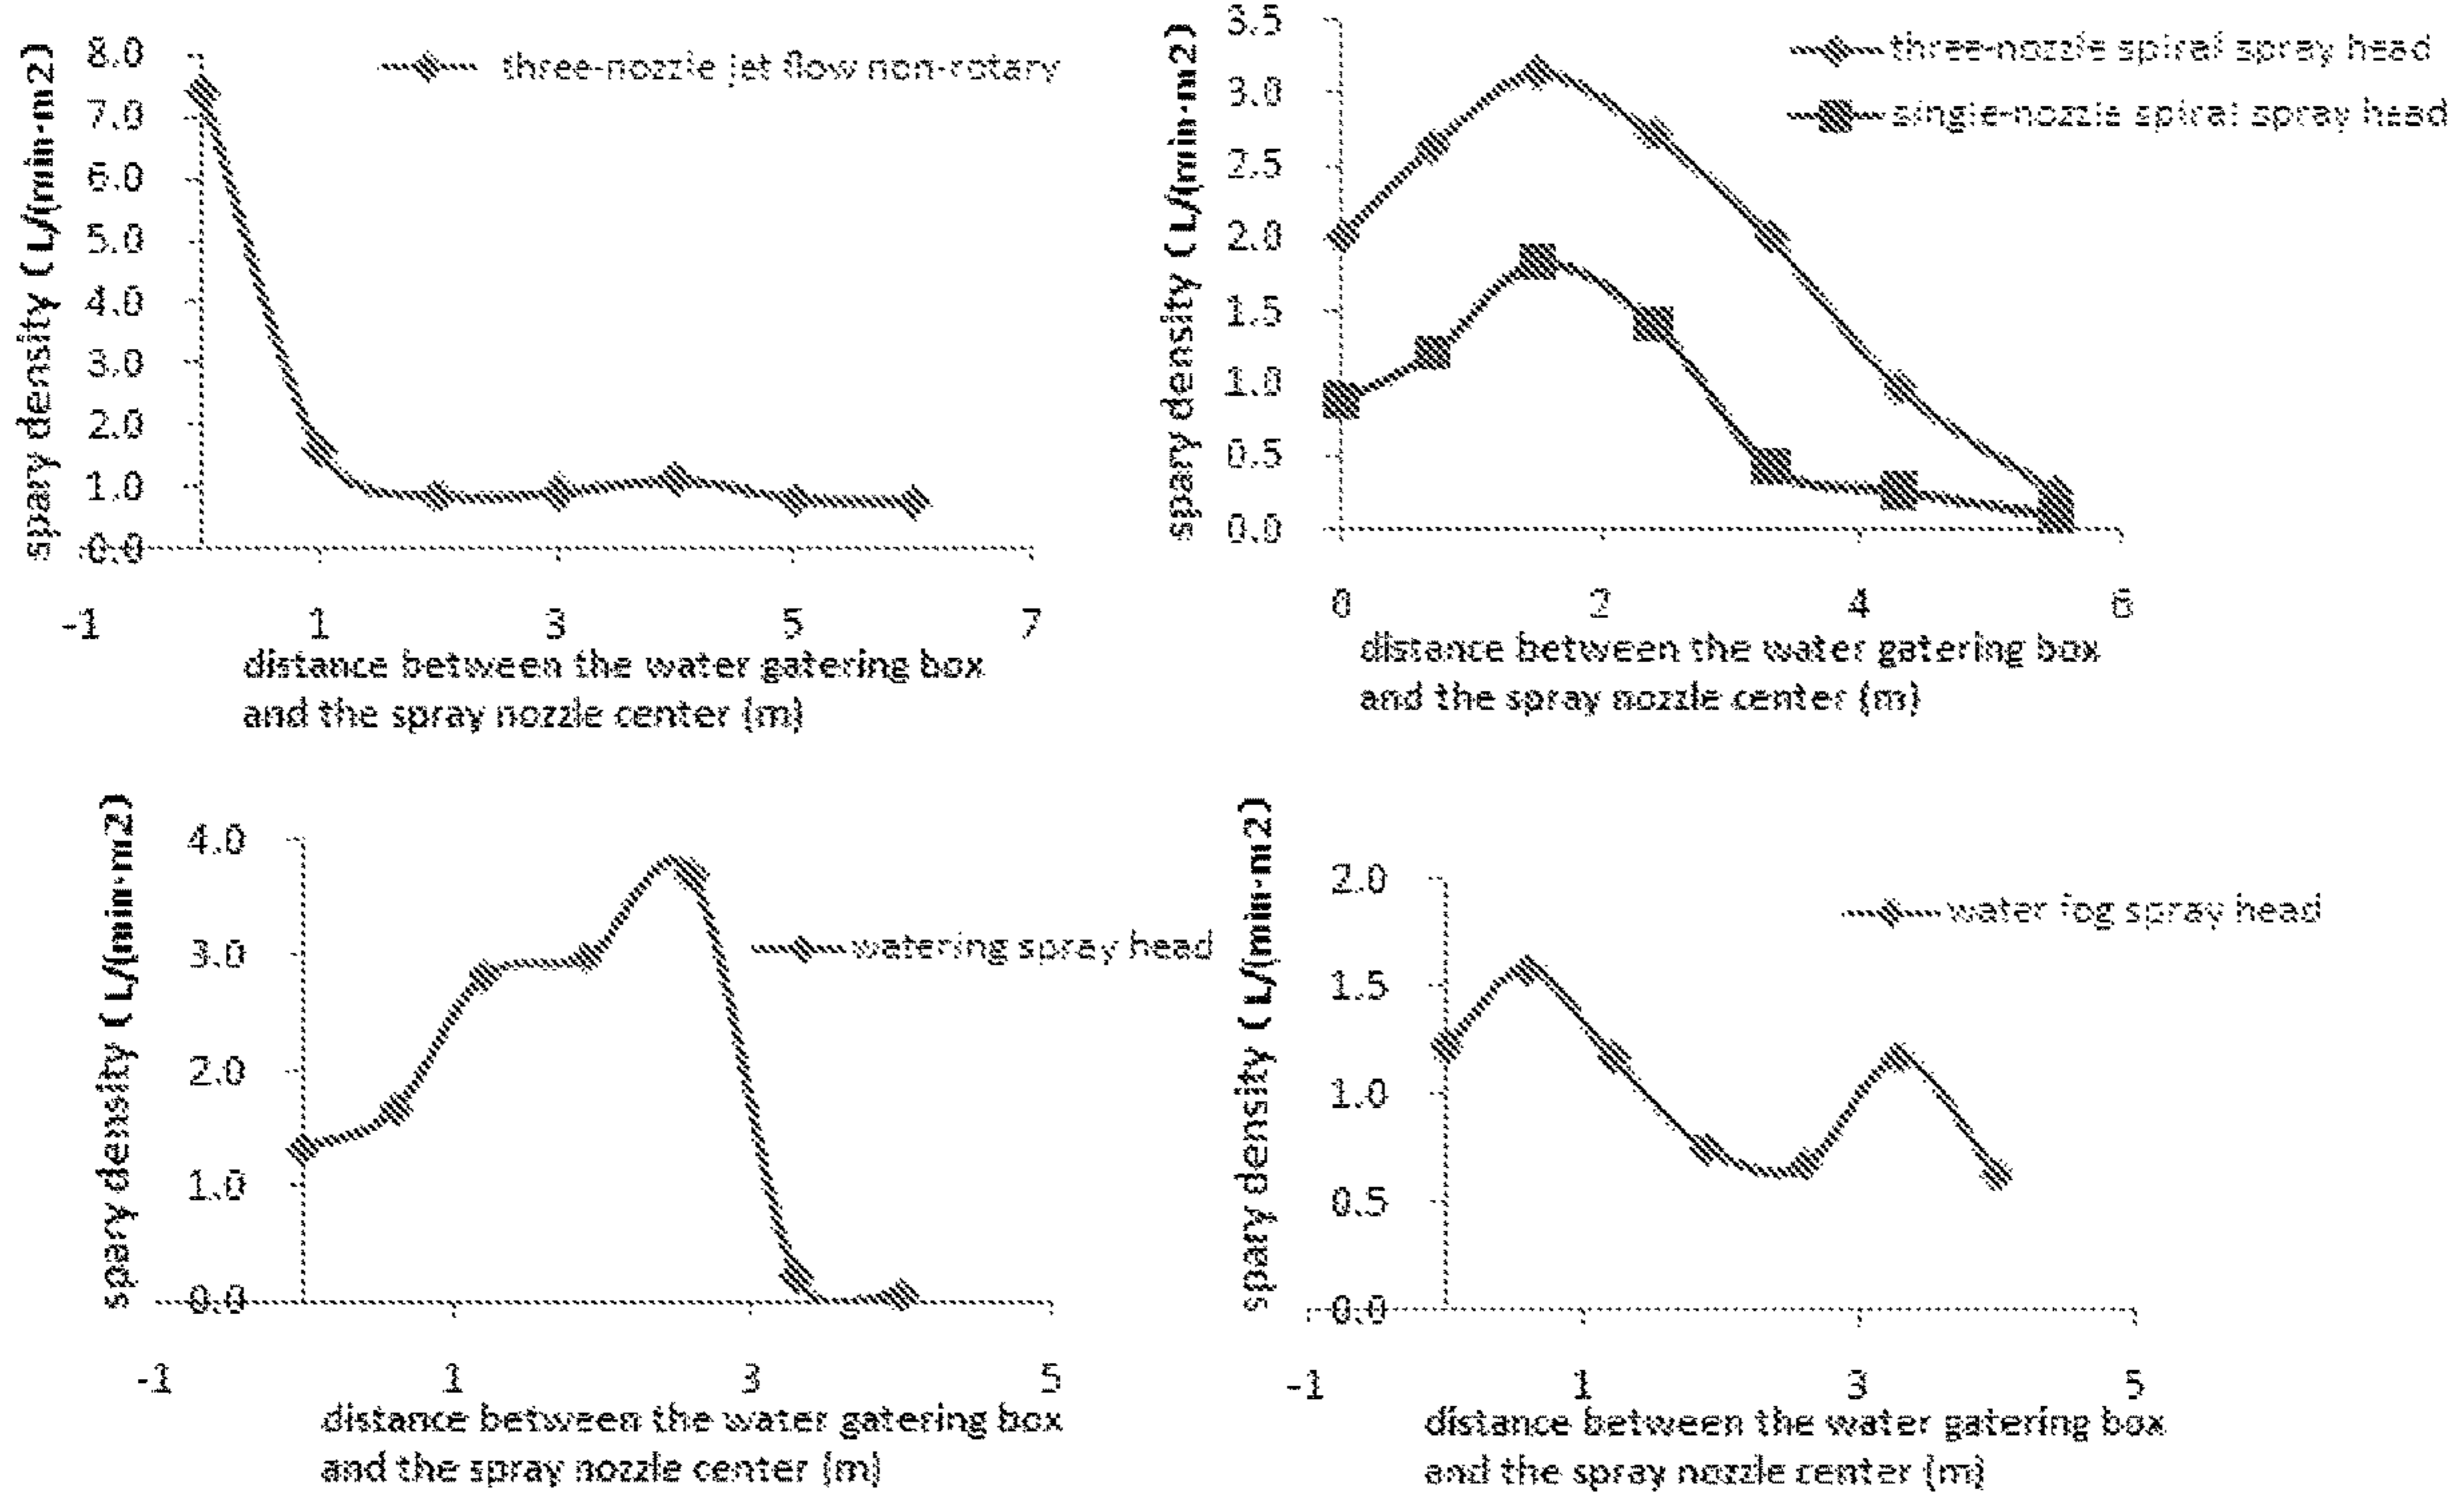 spary density ( L/(min·m2)
8.0
7.0
6.0
5.0
4.0
3.0
2.0
1.0
0.0
three-nozzle jet flow non-rotary
-1 1 3 5 7
distance between the water gatering box
and the spray nozzle center (m)
spary density ( L/(min·m2)
3.5
3.0
2.5
2.0
1.5
1.0
0.5
0.0
three-nozzle spiral spray head
single-nozzle spiral spray head
0 2 4 6
distance between the water gatering box
and the spray nozzle center (m)
spary density ( L/(min·m2)
4.0
3.0
2.0
1.0
0.0
watering spray head
-1 1 3 5
distance between the water gatering box
and the spray nozzle center (m)
spary density ( L/(min·m2)
2.0
1.5
1.0
0.5
0.0
water fog spray head
-1 1 3 5
distance between the water gatering box
and the spray nozzle center (m)